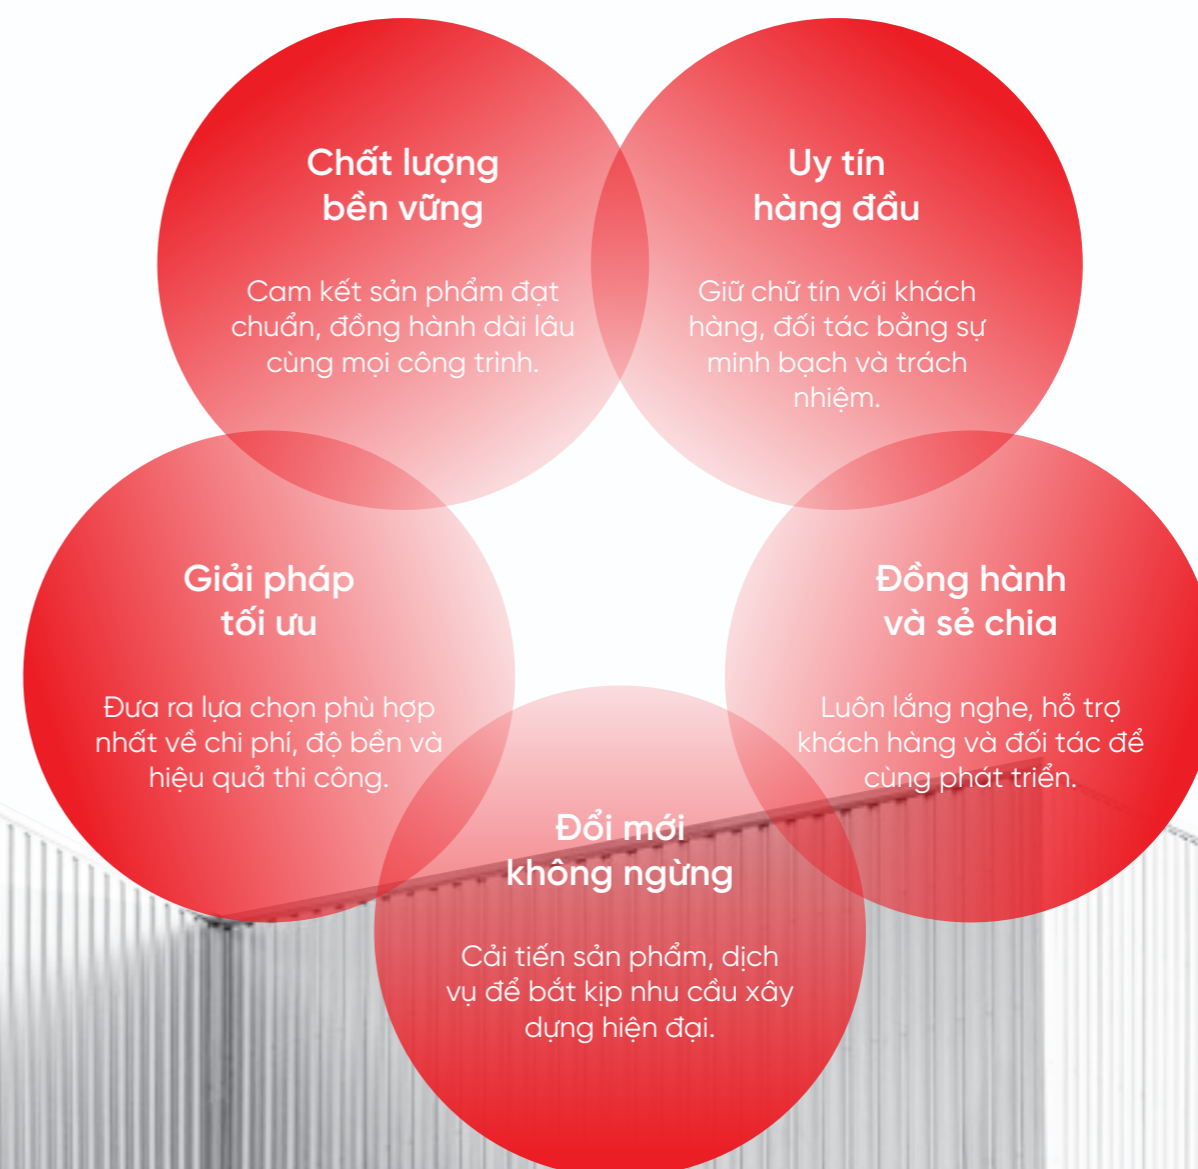 Chất lượng
bền vững
Cam kết sản phẩm đạt
chuẩn, đồng hành dài lâu
cùng mọi công trình.
Uy tín
hàng đầu
Giữ chữ tín với khách
hàng, đối tác bằng sự
minh bạch và trách
nhiệm.
Giải pháp
tối ưu
Đưa ra lựa chọn phù hợp
nhất về chi phí, độ bền và
hiệu quả thi công.
Đồng hành
và sẻ chia
Luôn lắng nghe, hỗ trợ
khách hàng và đối tác để
cùng phát triển.
Đổi mới
không ngừng
Cải tiến sản phẩm, dịch
vụ để bắt kịp nhu cầu xây
dựng hiện đại.